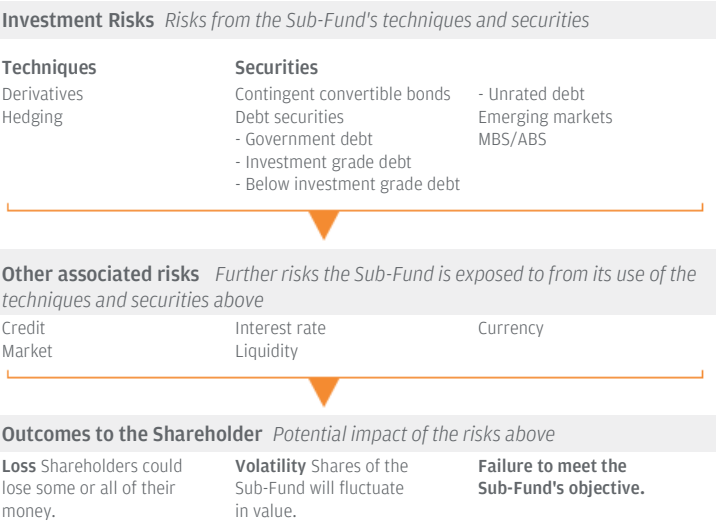 Investment Risks Risks from the Sub-Fund's techniques and securities
Techniques
Derivatives
Hedging
Securities
Contingent convertible bonds
Debt securities
- Government debt
- Investment grade debt
- Below investment grade debt
- Unrated debt
Emerging markets
MBS/ABS
Other associated risks Further risks the Sub-Fund is exposed to from its use of the
techniques and securities above
Credit
Market
Interest rate
Liquidity
Currency
Outcomes to the Shareholder Potential impact of the risks above
Loss Shareholders could
lose some or all of their
money.
Volatility Shares of the
Sub-Fund will fluctuate
in value.
Failure to meet the
Sub-Fund's objective.